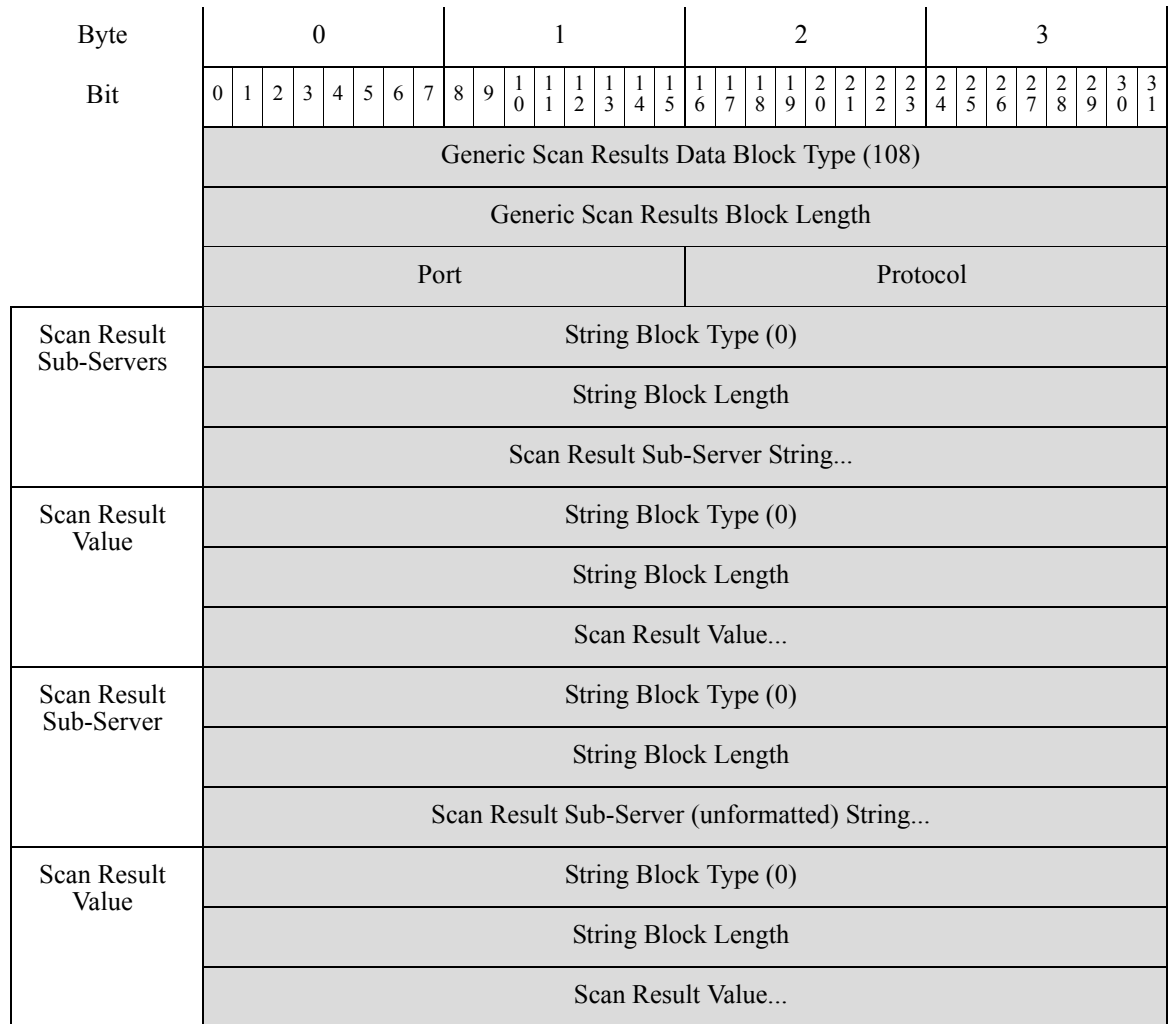 Byte 0 1 2 3
Bit 0 1 2 3 4 5 6 7 8 9 10 11 12 13 14 15 16 17 18 19 20 21 22 23 24 25 26 27 28 29 30 31
Generic Scan Results Data Block Type (108)
Generic Scan Results Block Length
Port Protocol
Scan Result
Sub-Servers
String Block Type (0)
String Block Length
Scan Result Sub-Server String...
Scan Result
Value
String Block Type (0)
String Block Length
Scan Result Value...
Scan Result
Sub-Server
String Block Type (0)
String Block Length
Scan Result Sub-Server (unformatted) String...
Scan Result
Value
String Block Type (0)
String Block Length
Scan Result Value...